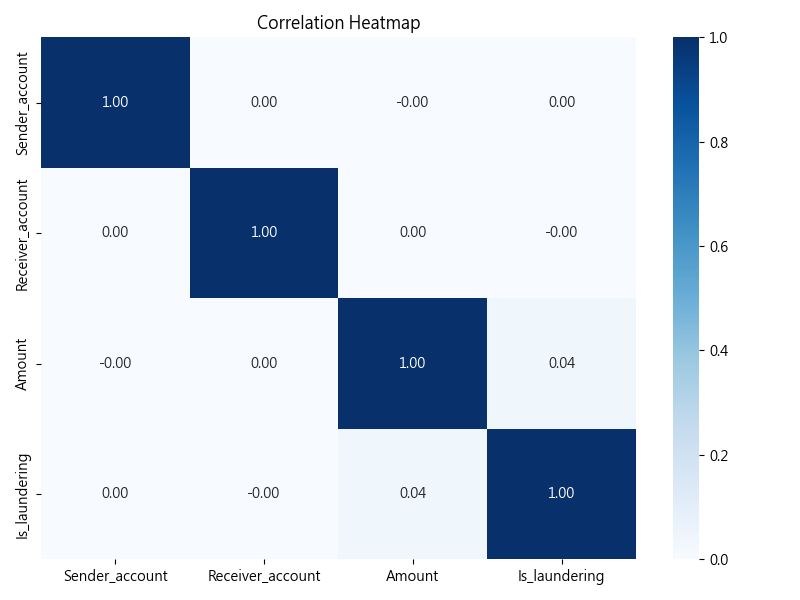 Correlation Heatmap
Sender_account
1.00 0.00 -0.00 0.00
Receiver_account
0.00 1.00 0.00 -0.00
Amount
-0.00 0.00 1.00 0.04
Is_laundering
0.00 -0.00 0.04 1.00
Sender_account Receiver_account Amount Is_laundering
1.0
0.8
0.6
0.4
0.2
0.0